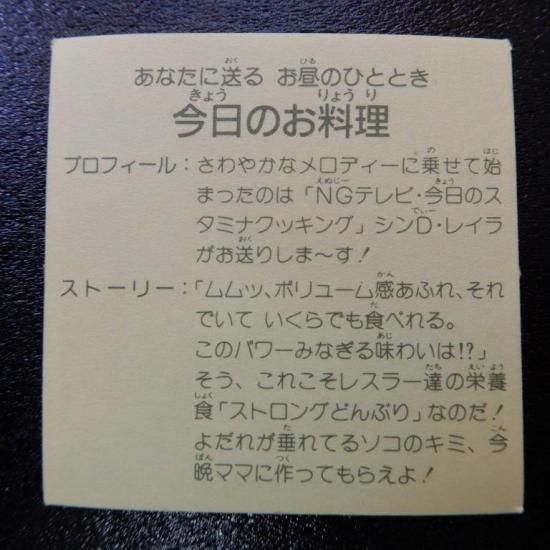 あなたに送る お昼のひととき
今日のお料理
プロフィール：さわやかなメロディーに乗せて始
まったのは「NGテレビ・今日のス
タミナクッキング」シンD・レイラ
がお送りしま〜す！
ストーリー：「ムムッ、ボリューム感あふれ、それ
でいて いくらでも食べれる。
このパワーみなぎる味わいは!?」
そう、これこそレスラー達の栄養
食「ストロングどんぶり」なのだ！
よだれが垂れてるソコのキミ、今
晩ママに作ってもらえよ！